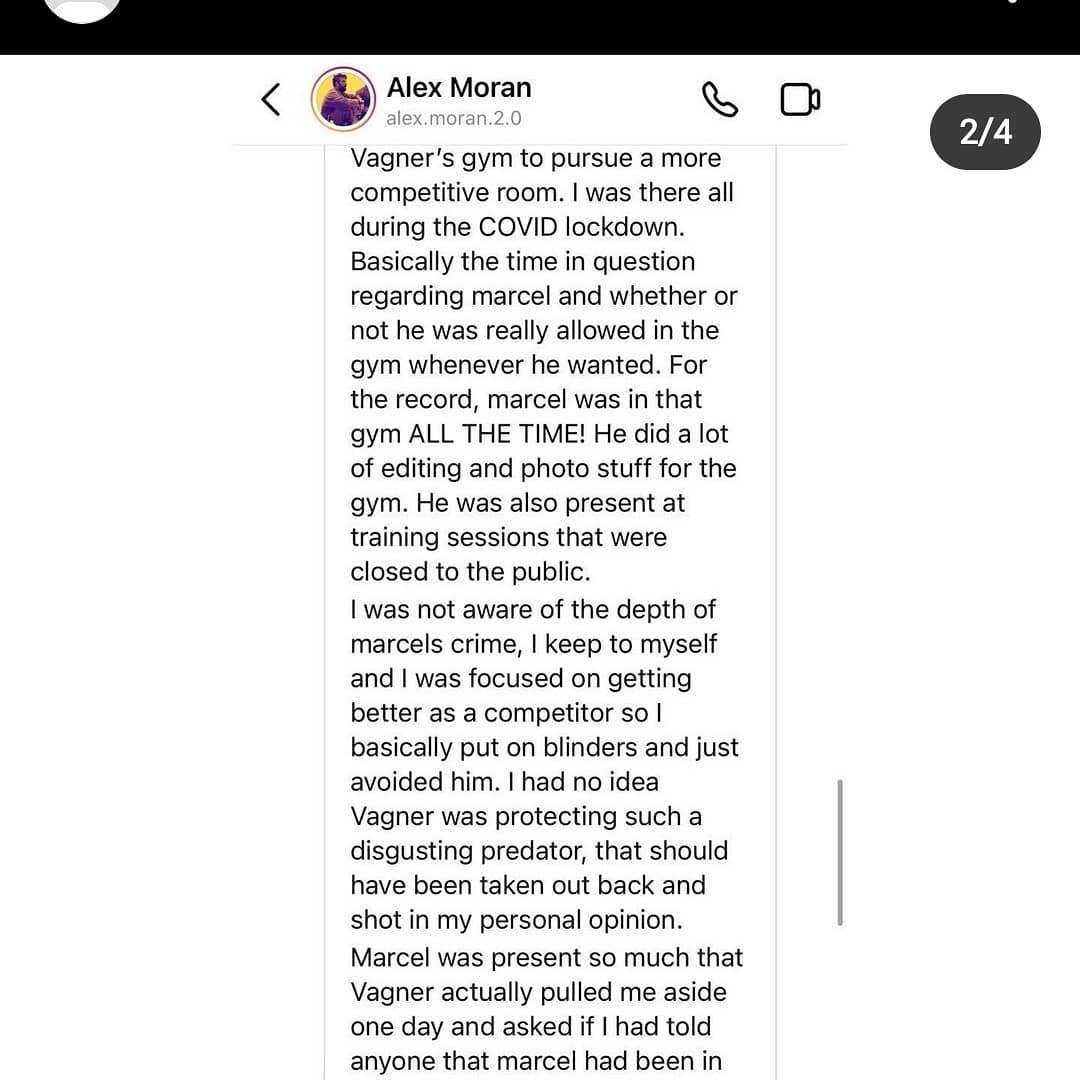 Alex Moran
alex.moran.2.0
2/4
Vagner's gym to pursue a more
competitive room. I was there all
during the COVID lockdown.
Basically the time in question
regarding marcel and whether or
not he was really allowed in the
gym whenever he wanted. For
the record, marcel was in that
gym ALL THE TIME! He did a lot
of editing and photo stuff for the
gym. He was also present at
training sessions that were
closed to the public.
I was not aware of the depth of
marcels crime, I keep to myself
and I was focused on getting
better as a competitor so I
basically put on blinders and just
avoided him. I had no idea
Vagner was protecting such a
disgusting predator, that should
have been taken out back and
shot in my personal opinion.
Marcel was present so much that
Vagner actually pulled me aside
one day and asked if I had told
anyone that marcel had been in